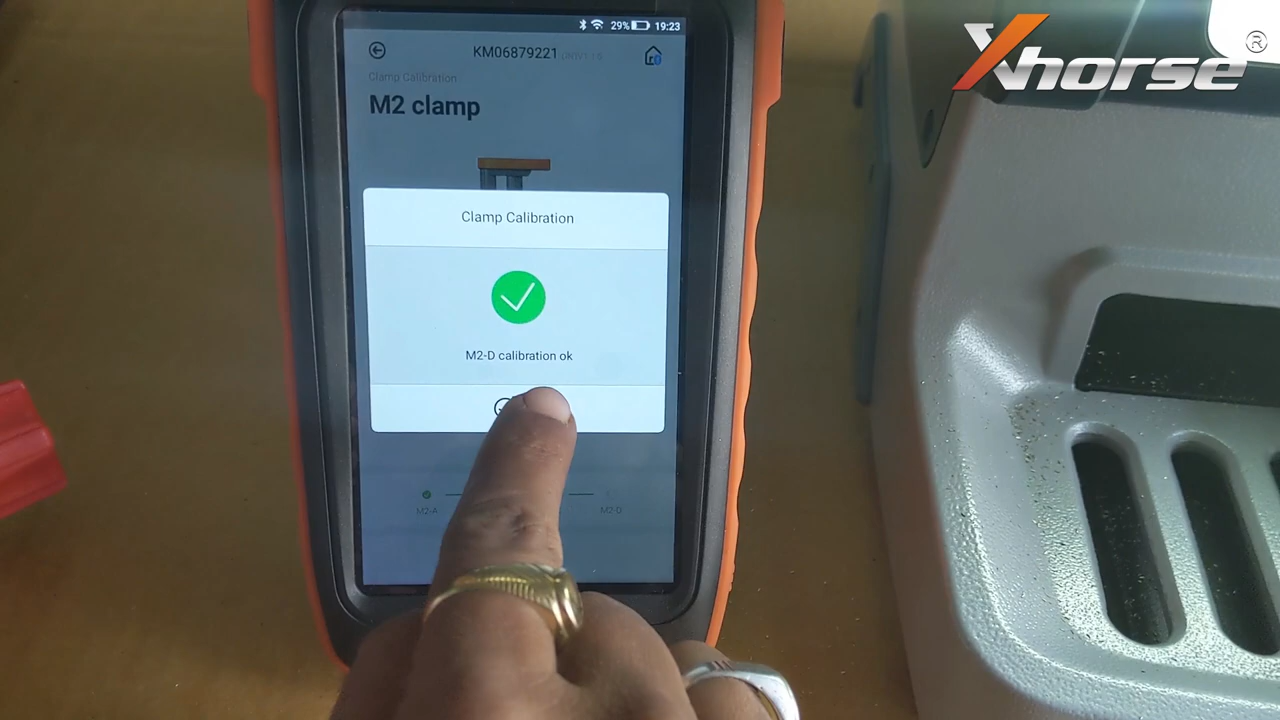 29% 19:23
KM06879221
Clamp Calibration
M2 clamp
Clamp Calibration
M2-D calibration ok
M2-A
M2-D
Xhorse®